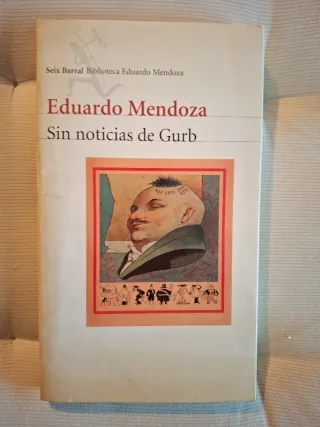 Seix Barral Biblioteca Eduardo Mendoza
Eduardo Mendoza
Sin noticias de Gurb